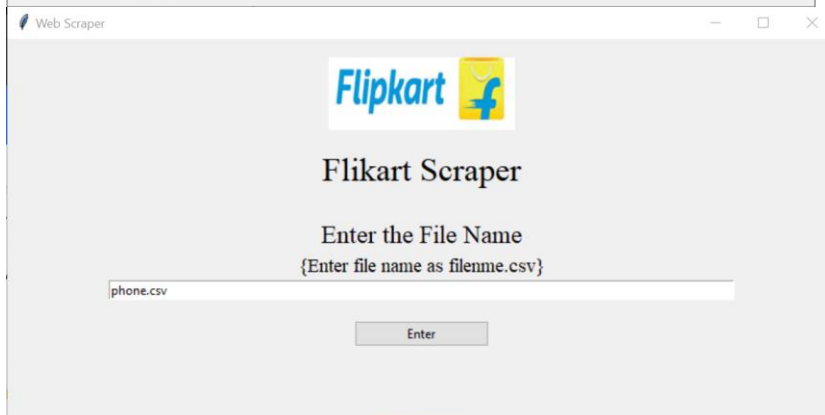 Web Scraper
Flipkart
Flikart Scraper
Enter the File Name
{Enter file name as filenme.csv}
phone.csv
Enter